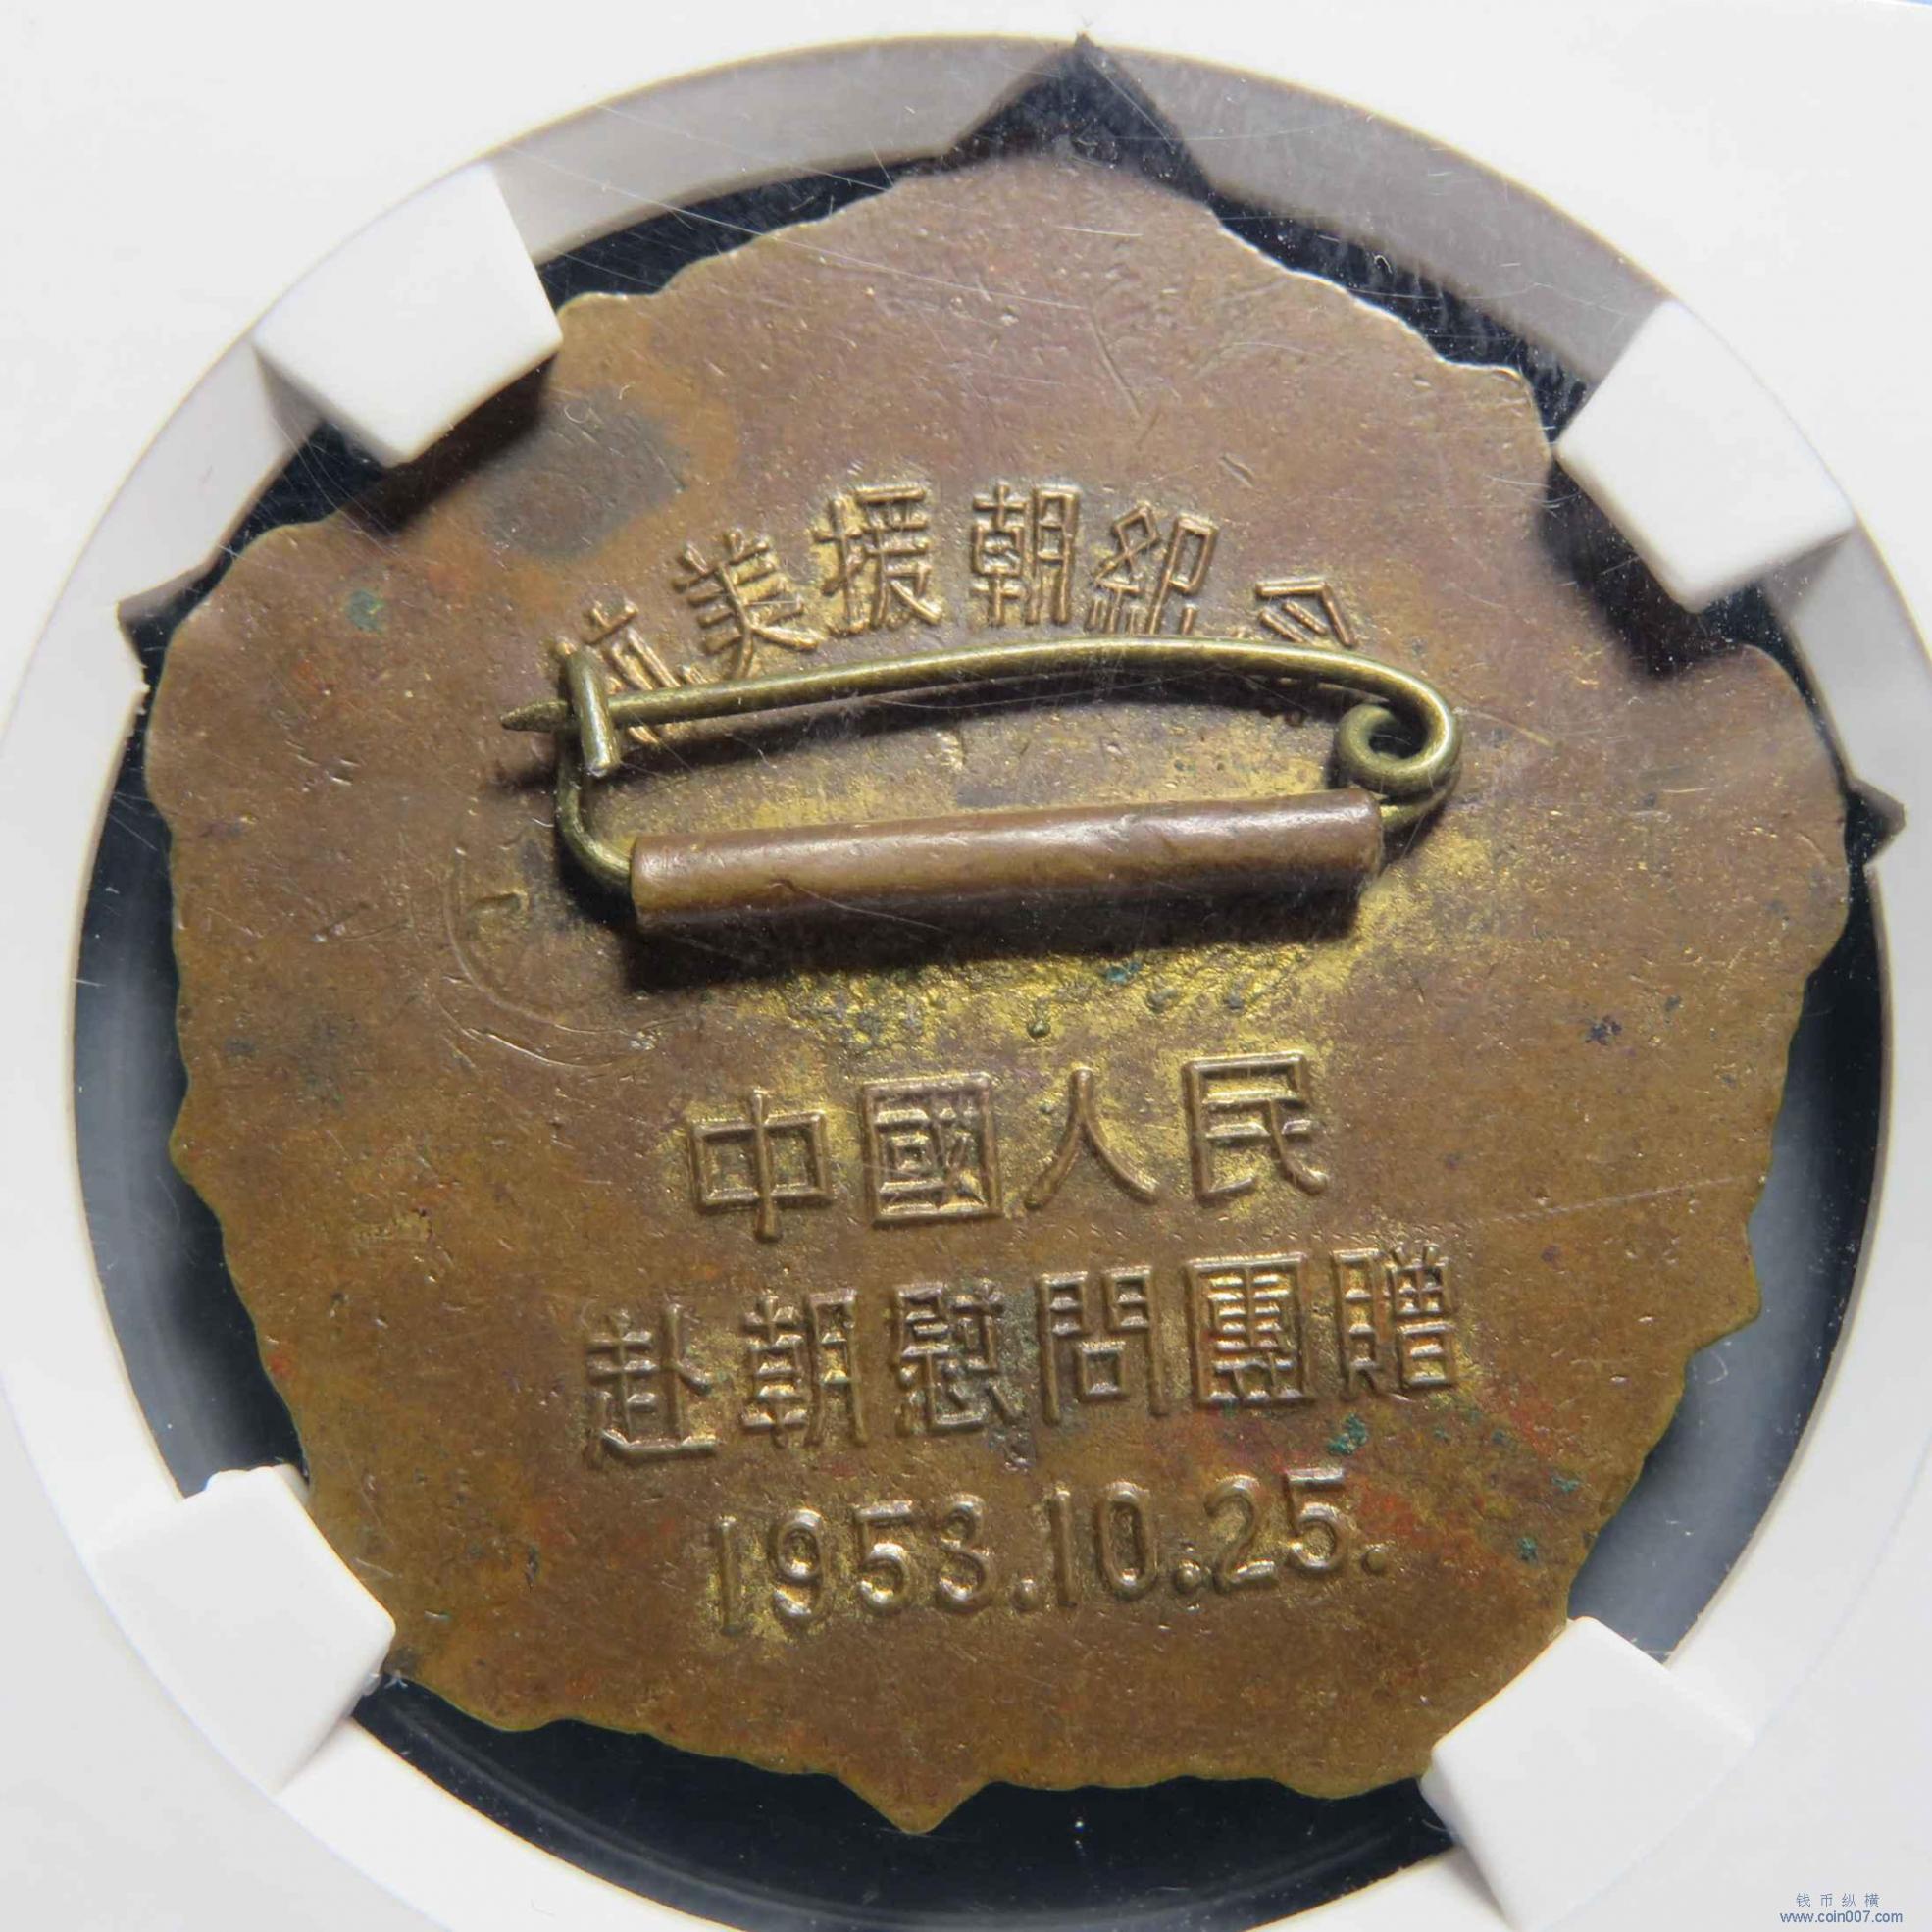 抗美援朝紀念
中國人民
赴朝慰問團贈
1953.10.25.
钱币纵横
www.coin007.com